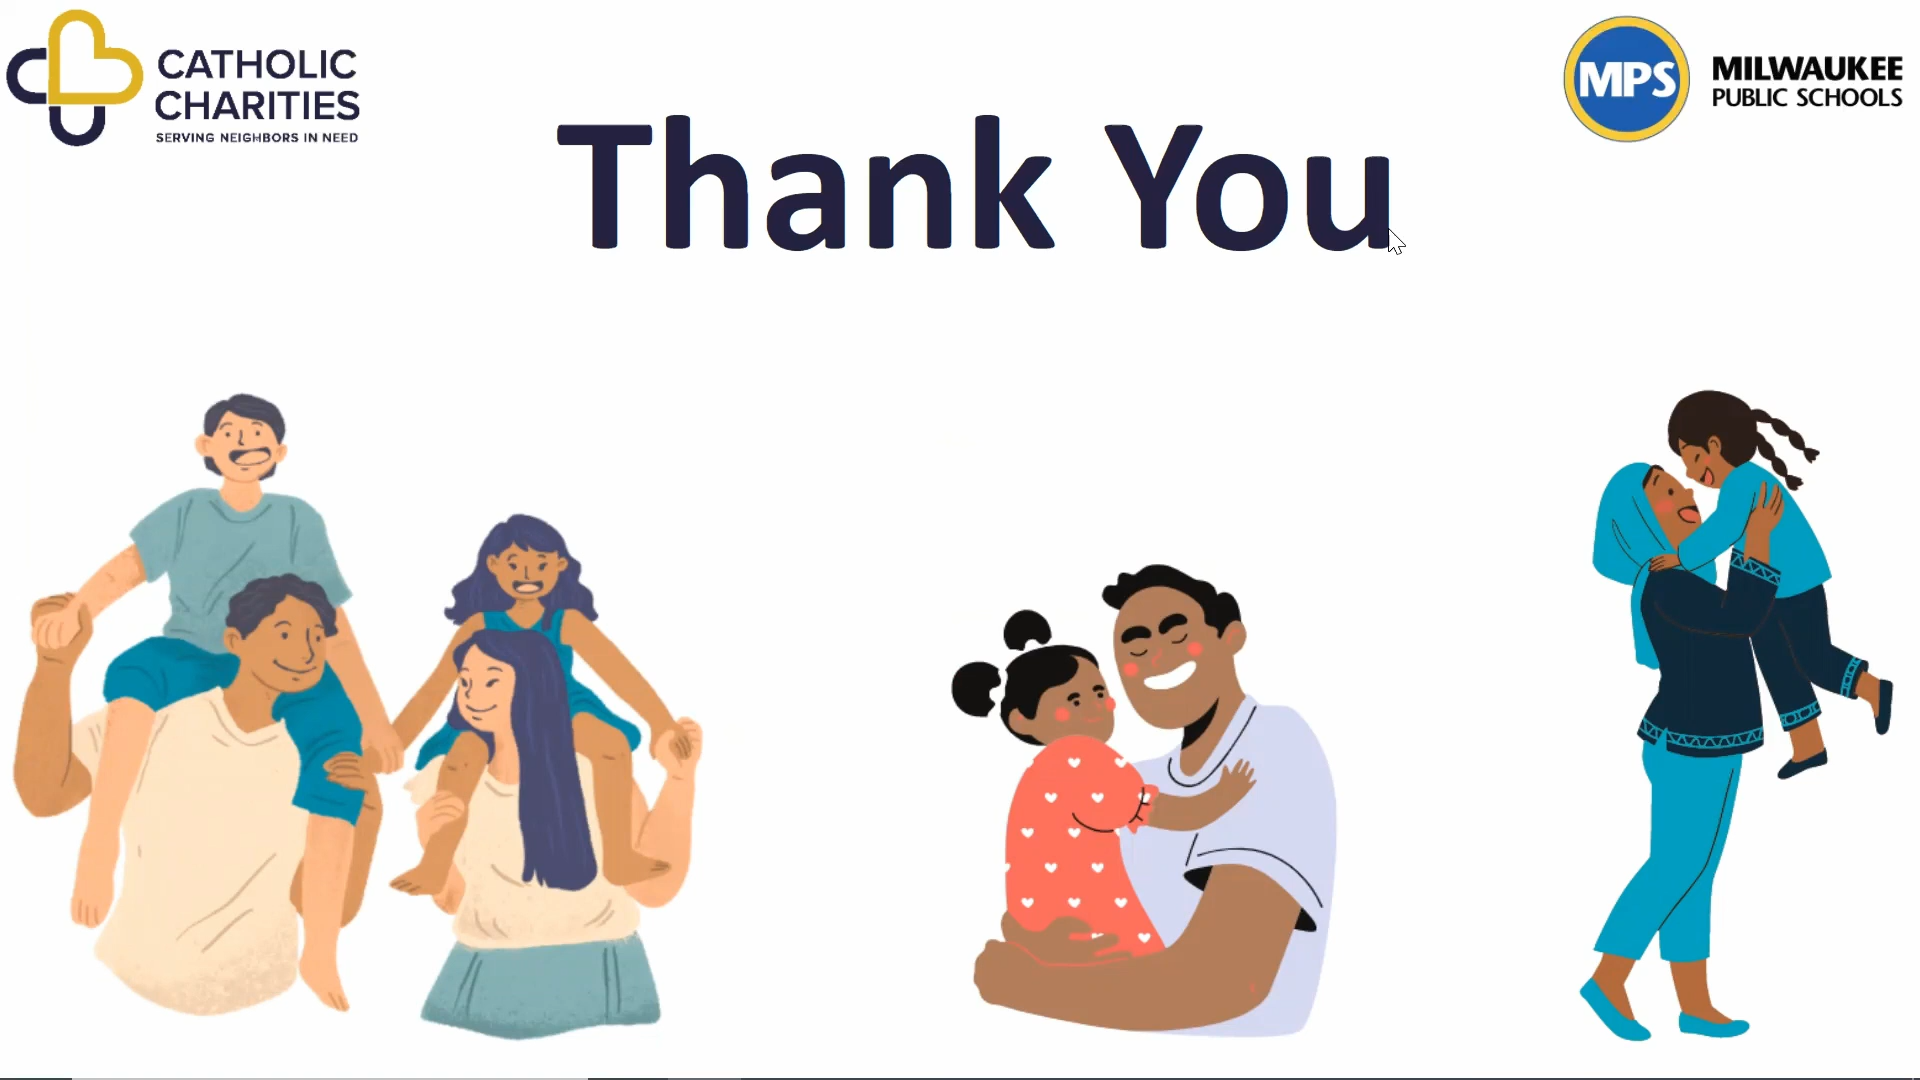 CATHOLIC
CHARITIES
SERVING NEIGHBORS IN NEED
MPS
MILWAUKEE
PUBLIC SCHOOLS
Thank You